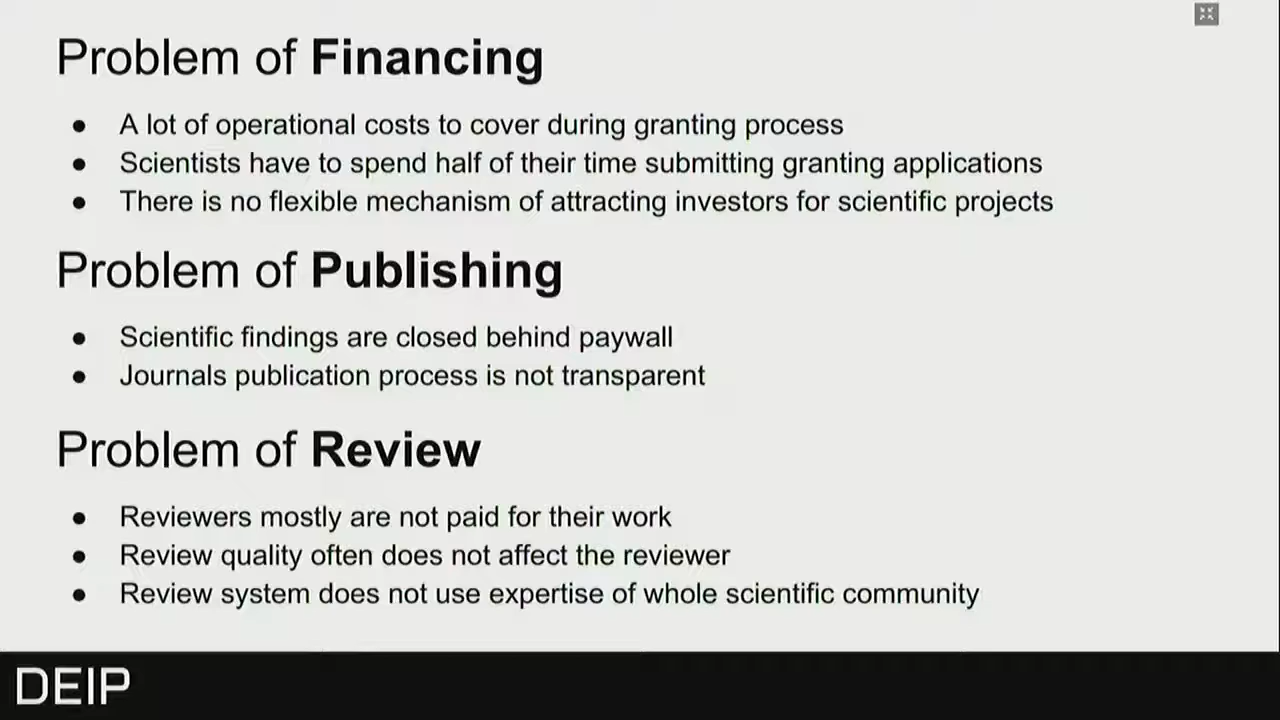 Problem of Financing
● A lot of operational costs to cover during granting process
● Scientists have to spend half of their time submitting granting applications
● There is no flexible mechanism of attracting investors for scientific projects
Problem of Publishing
● Scientific findings are closed behind paywall
● Journals publication process is not transparent
Problem of Review
● Reviewers mostly are not paid for their work
● Review quality often does not affect the reviewer
● Review system does not use expertise of whole scientific community
DEIP